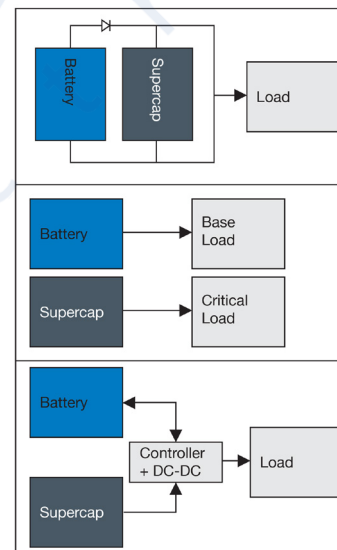 Battery
Supercap
Load
Battery
Base
Load
Supercap
Critical
Load
Battery
Controller
+ DC-DC
Load
Supercap